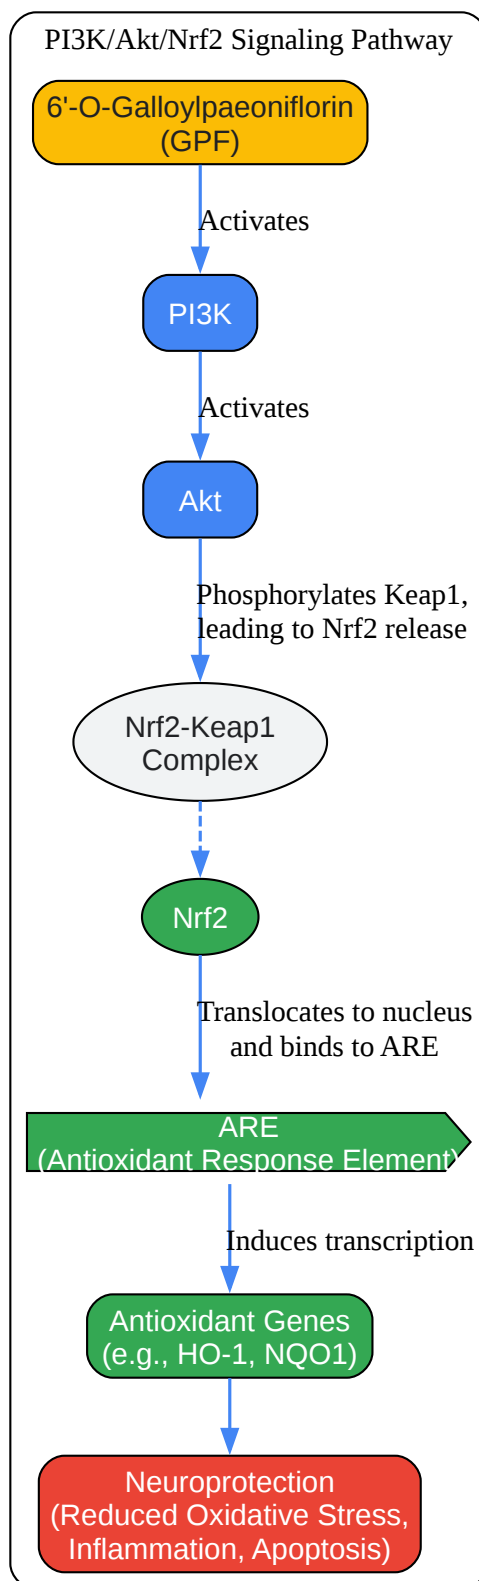 PI3K/Akt/Nrf2 Signaling Pathway
6'-O-Galloylpaeoniflorin
(GPF)
Activates
PI3K
Activates
Akt
Phosphorylates Keap1,
leading to Nrf2 release
Nrf2-Keap1
Complex
Nrf2
Translocates to nucleus
and binds to ARE
ARE
(Antioxidant Response Element)
Induces transcription
Antioxidant Genes
(e.g., HO-1, NQO1)
Neuroprotection
(Reduced Oxidative Stress,
Inflammation, Apoptosis)